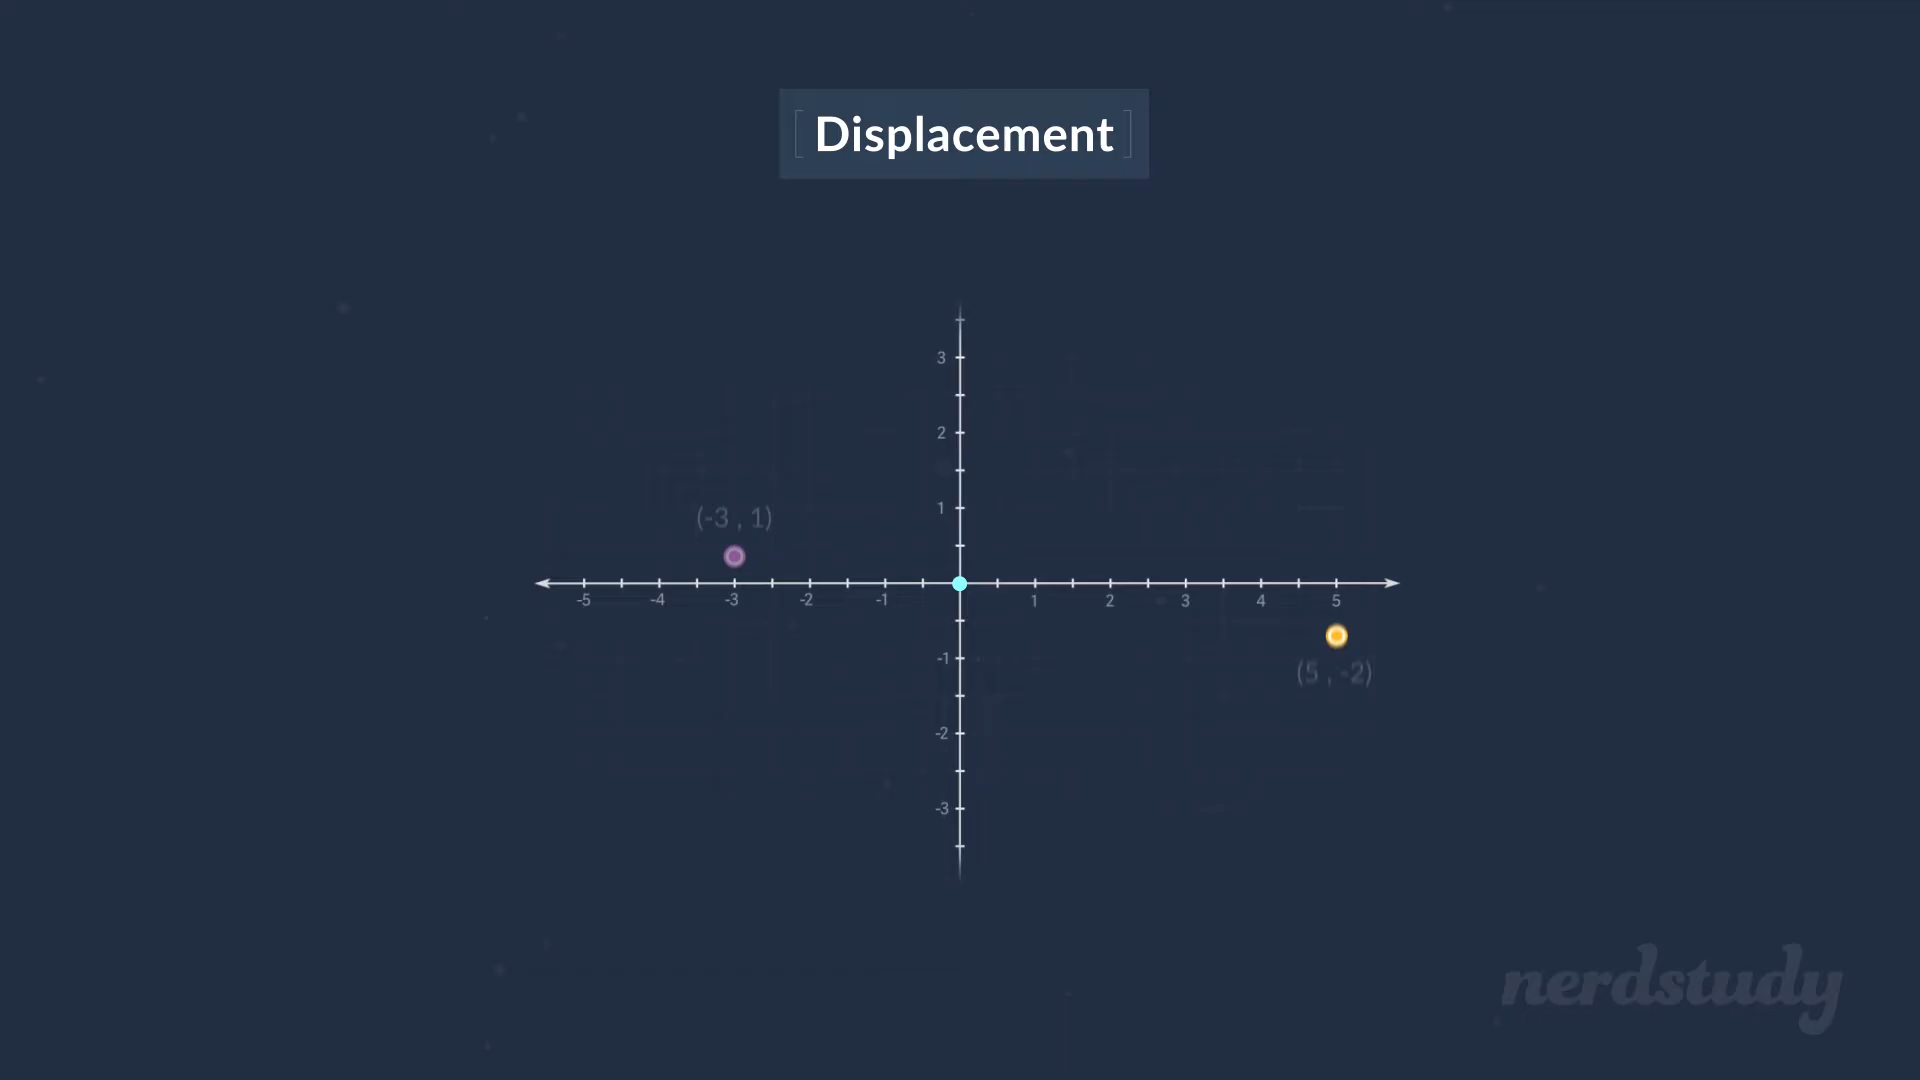 Displacement
3
2
1
(-3 , 1)
-5 -4 -3 -2 -1 1 2 3 4 5
(5 , -2)
-1
-2
-3
nerdstudy